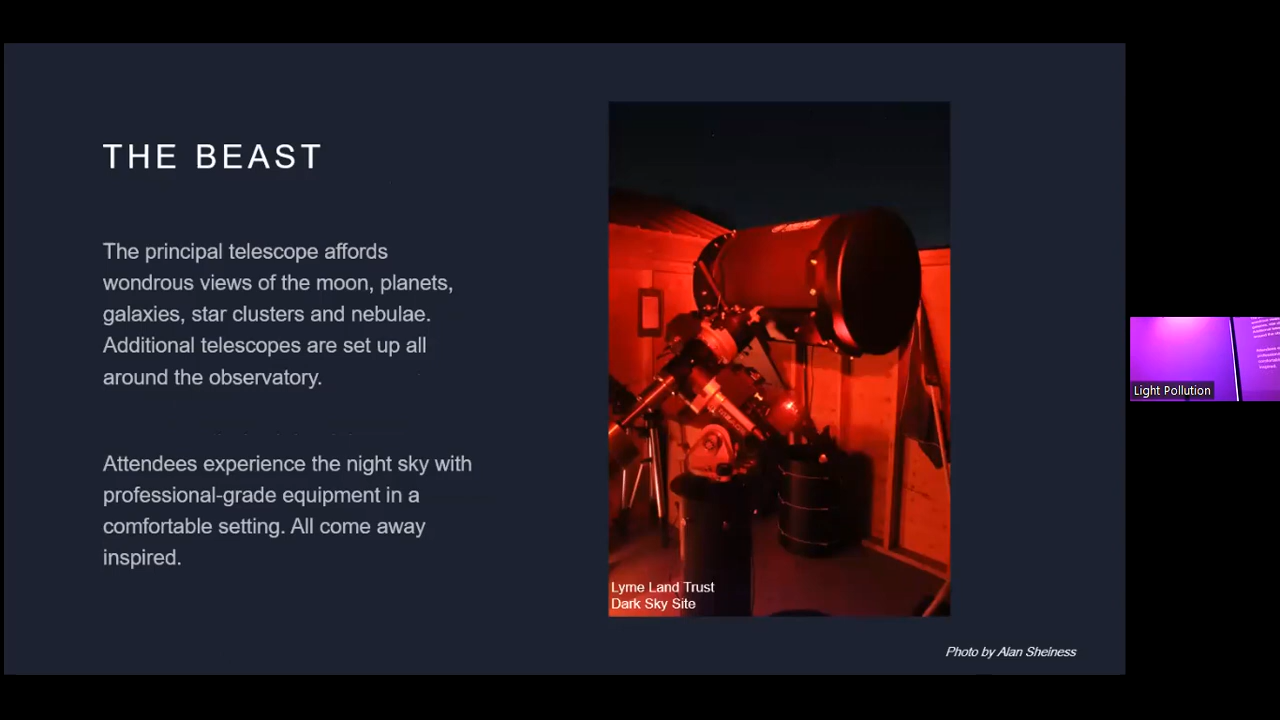 THE BEAST
The principal telescope affords
wondrous views of the moon, planets,
galaxies, star clusters and nebulae.
Additional telescopes are set up all
around the observatory.
Attendees experience the night sky with
professional-grade equipment in a
comfortable setting. All come away
inspired.
Lyme Land Trust
Dark Sky Site
Photo by Alan Sheiness
Light Pollution